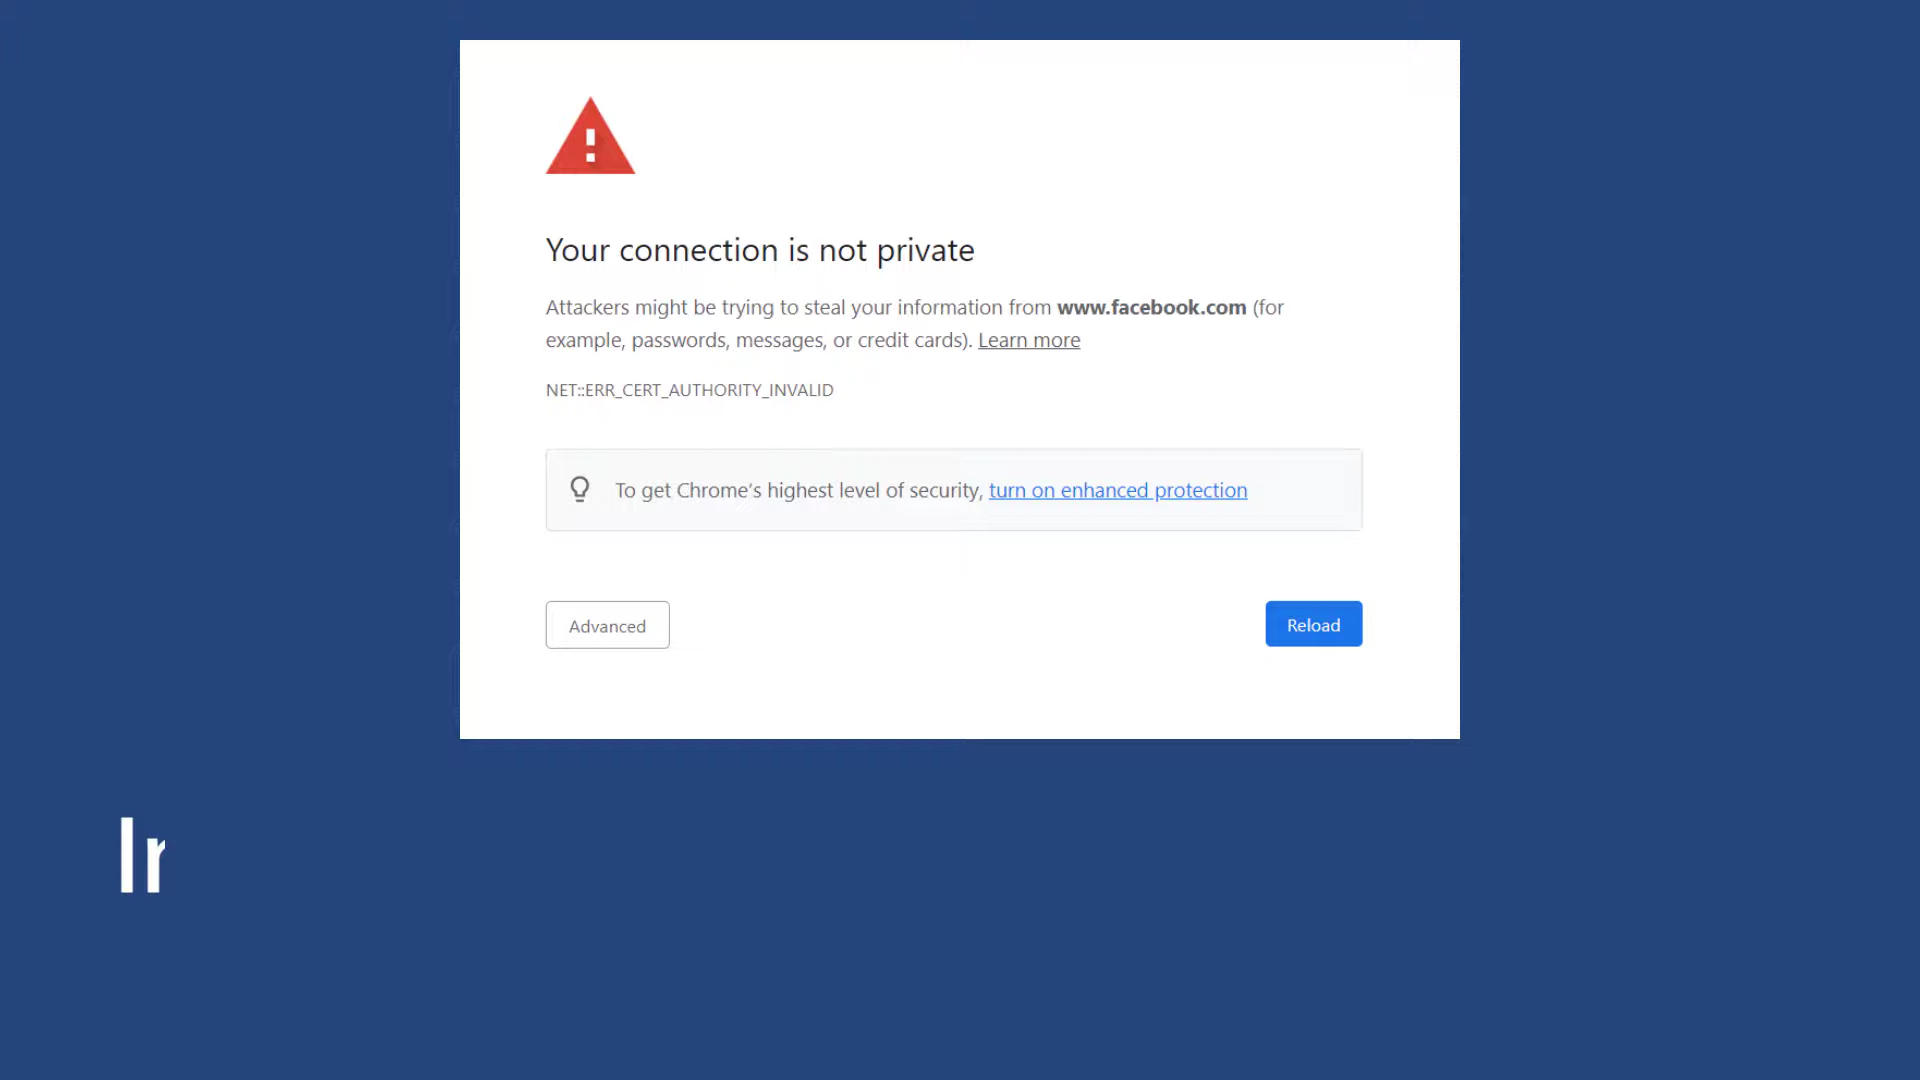 Your connection is not private
Attackers might be trying to steal your information from www.facebook.com (for
example, passwords, messages, or credit cards). Learn more
NET::ERR_CERT_AUTHORITY_INVALID
To get Chrome's highest level of security, turn on enhanced protection
Advanced
Reload